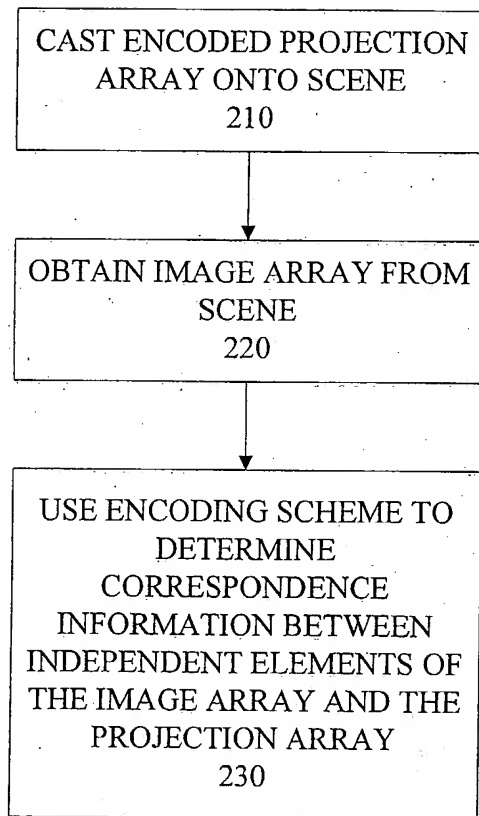 CAST ENCODED PROJECTION
ARRAY ONTO SCENE
210
OBTAIN IMAGE ARRAY FROM
SCENE
220
USE ENCODING SCHEME TO
DETERMINE
CORRESPONDENCE
INFORMATION BETWEEN
INDEPENDENT ELEMENTS OF
THE IMAGE ARRAY AND THE
PROJECTION ARRAY
230